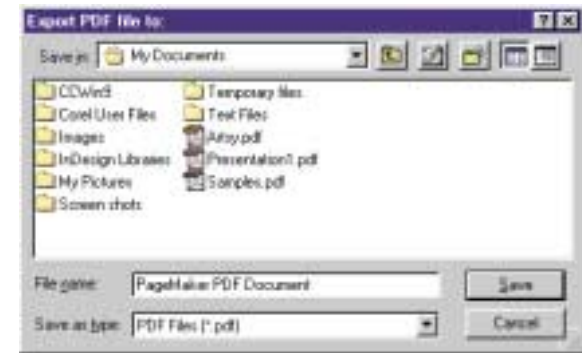 Export PDF file to:
Save in: My Documents
CCWin9
Corel User Files
Images
InDesign Libraries
My Pictures
Screen shots
Temporary files
Text Files
Artsy.pdf
Presentation1.pdf
Samples.pdf
File name: PageMaker PDF Document
Save
Save as type: PDF Files (*.pdf)
Cancel